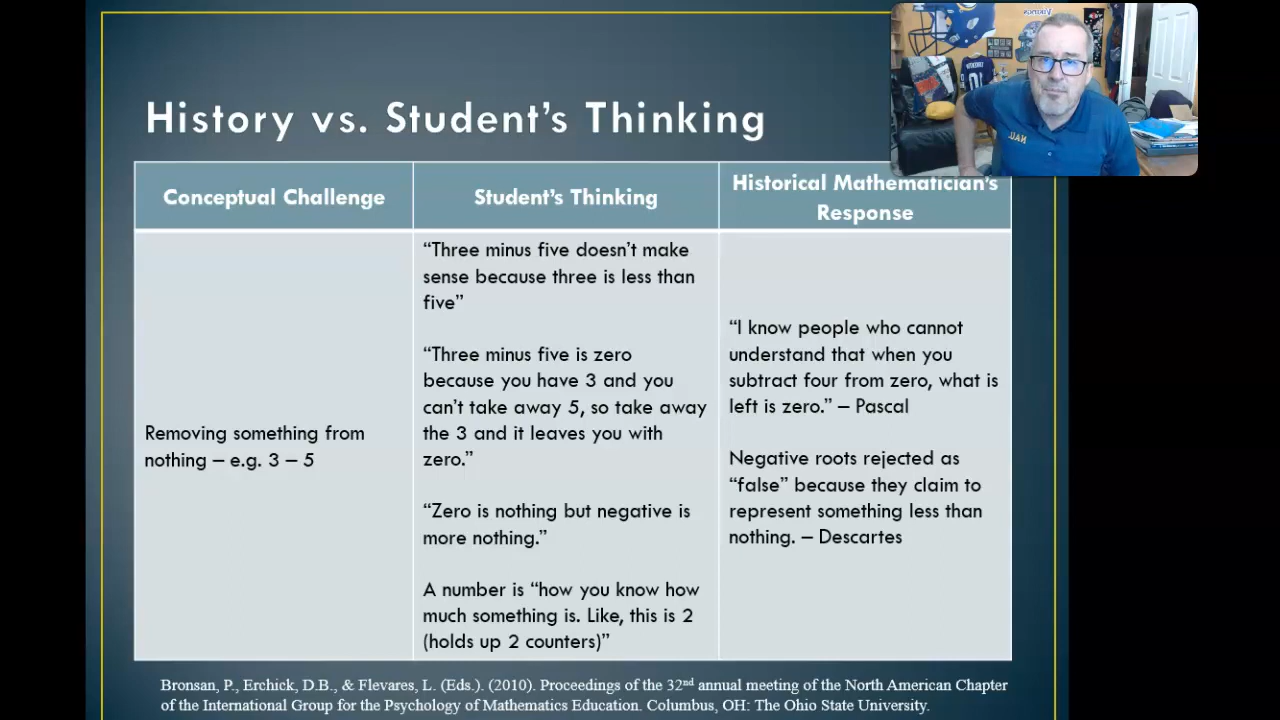 History vs. Student's Thinking
Conceptual Challenge
Student's Thinking
Historical Mathematician's
Response
Removing something from
nothing – e.g. 3 – 5
“Three minus five doesn't make
sense because three is less than
five”
“Three minus five is zero
because you have 3 and you
can't take away 5, so take away
the 3 and it leaves you with
zero.”
“Zero is nothing but negative is
more nothing.”
A number is “how you know how
much something is. Like, this is 2
(holds up 2 counters)”
“I know people who cannot
understand that when you
subtract four from zero, what is
left is zero.” – Pascal
Negative roots rejected as
“false” because they claim to
represent something less than
nothing. – Descartes
Bronsan, P., Erchick, D.B., & Flevares, L. (Eds.). (2010). Proceedings of the 32nd annual meeting of the North American Chapter
of the International Group for the Psychology of Mathematics Education. Columbus, OH: The Ohio State University.
Vikings
NAU